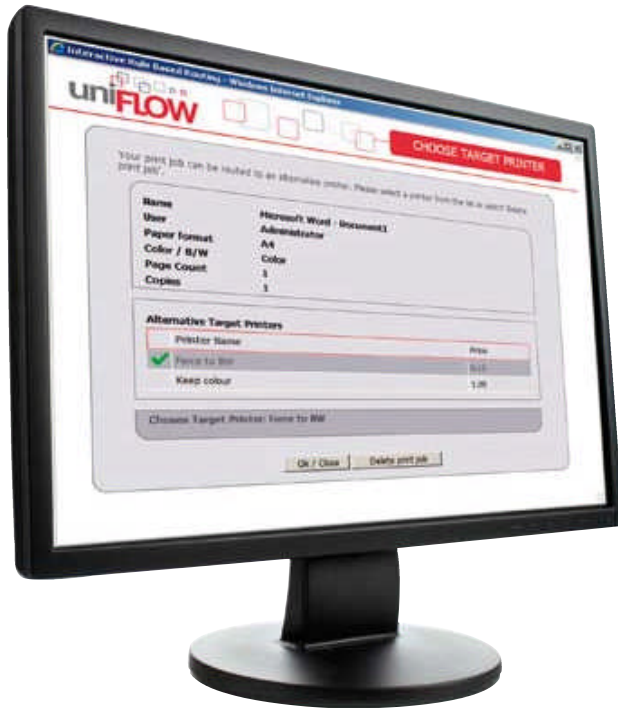 Interactive Rule Based Routing - Windows Internet Explorer
uniFLOW
CHOOSE TARGET PRINTER
Your print job can be routed to an alternative printer. Please select a printer from the list or select 'Delete
print job'.
Name Microsoft Word - Document1
User Administrator
Paper format A4
Color / B/W Color
Page Count 1
Copies 1
Alternative Target Printers
Printer Name Price
Force to BW
Keep colour
Choose Target Printer: Force to BW
Ok / Close Delete print job